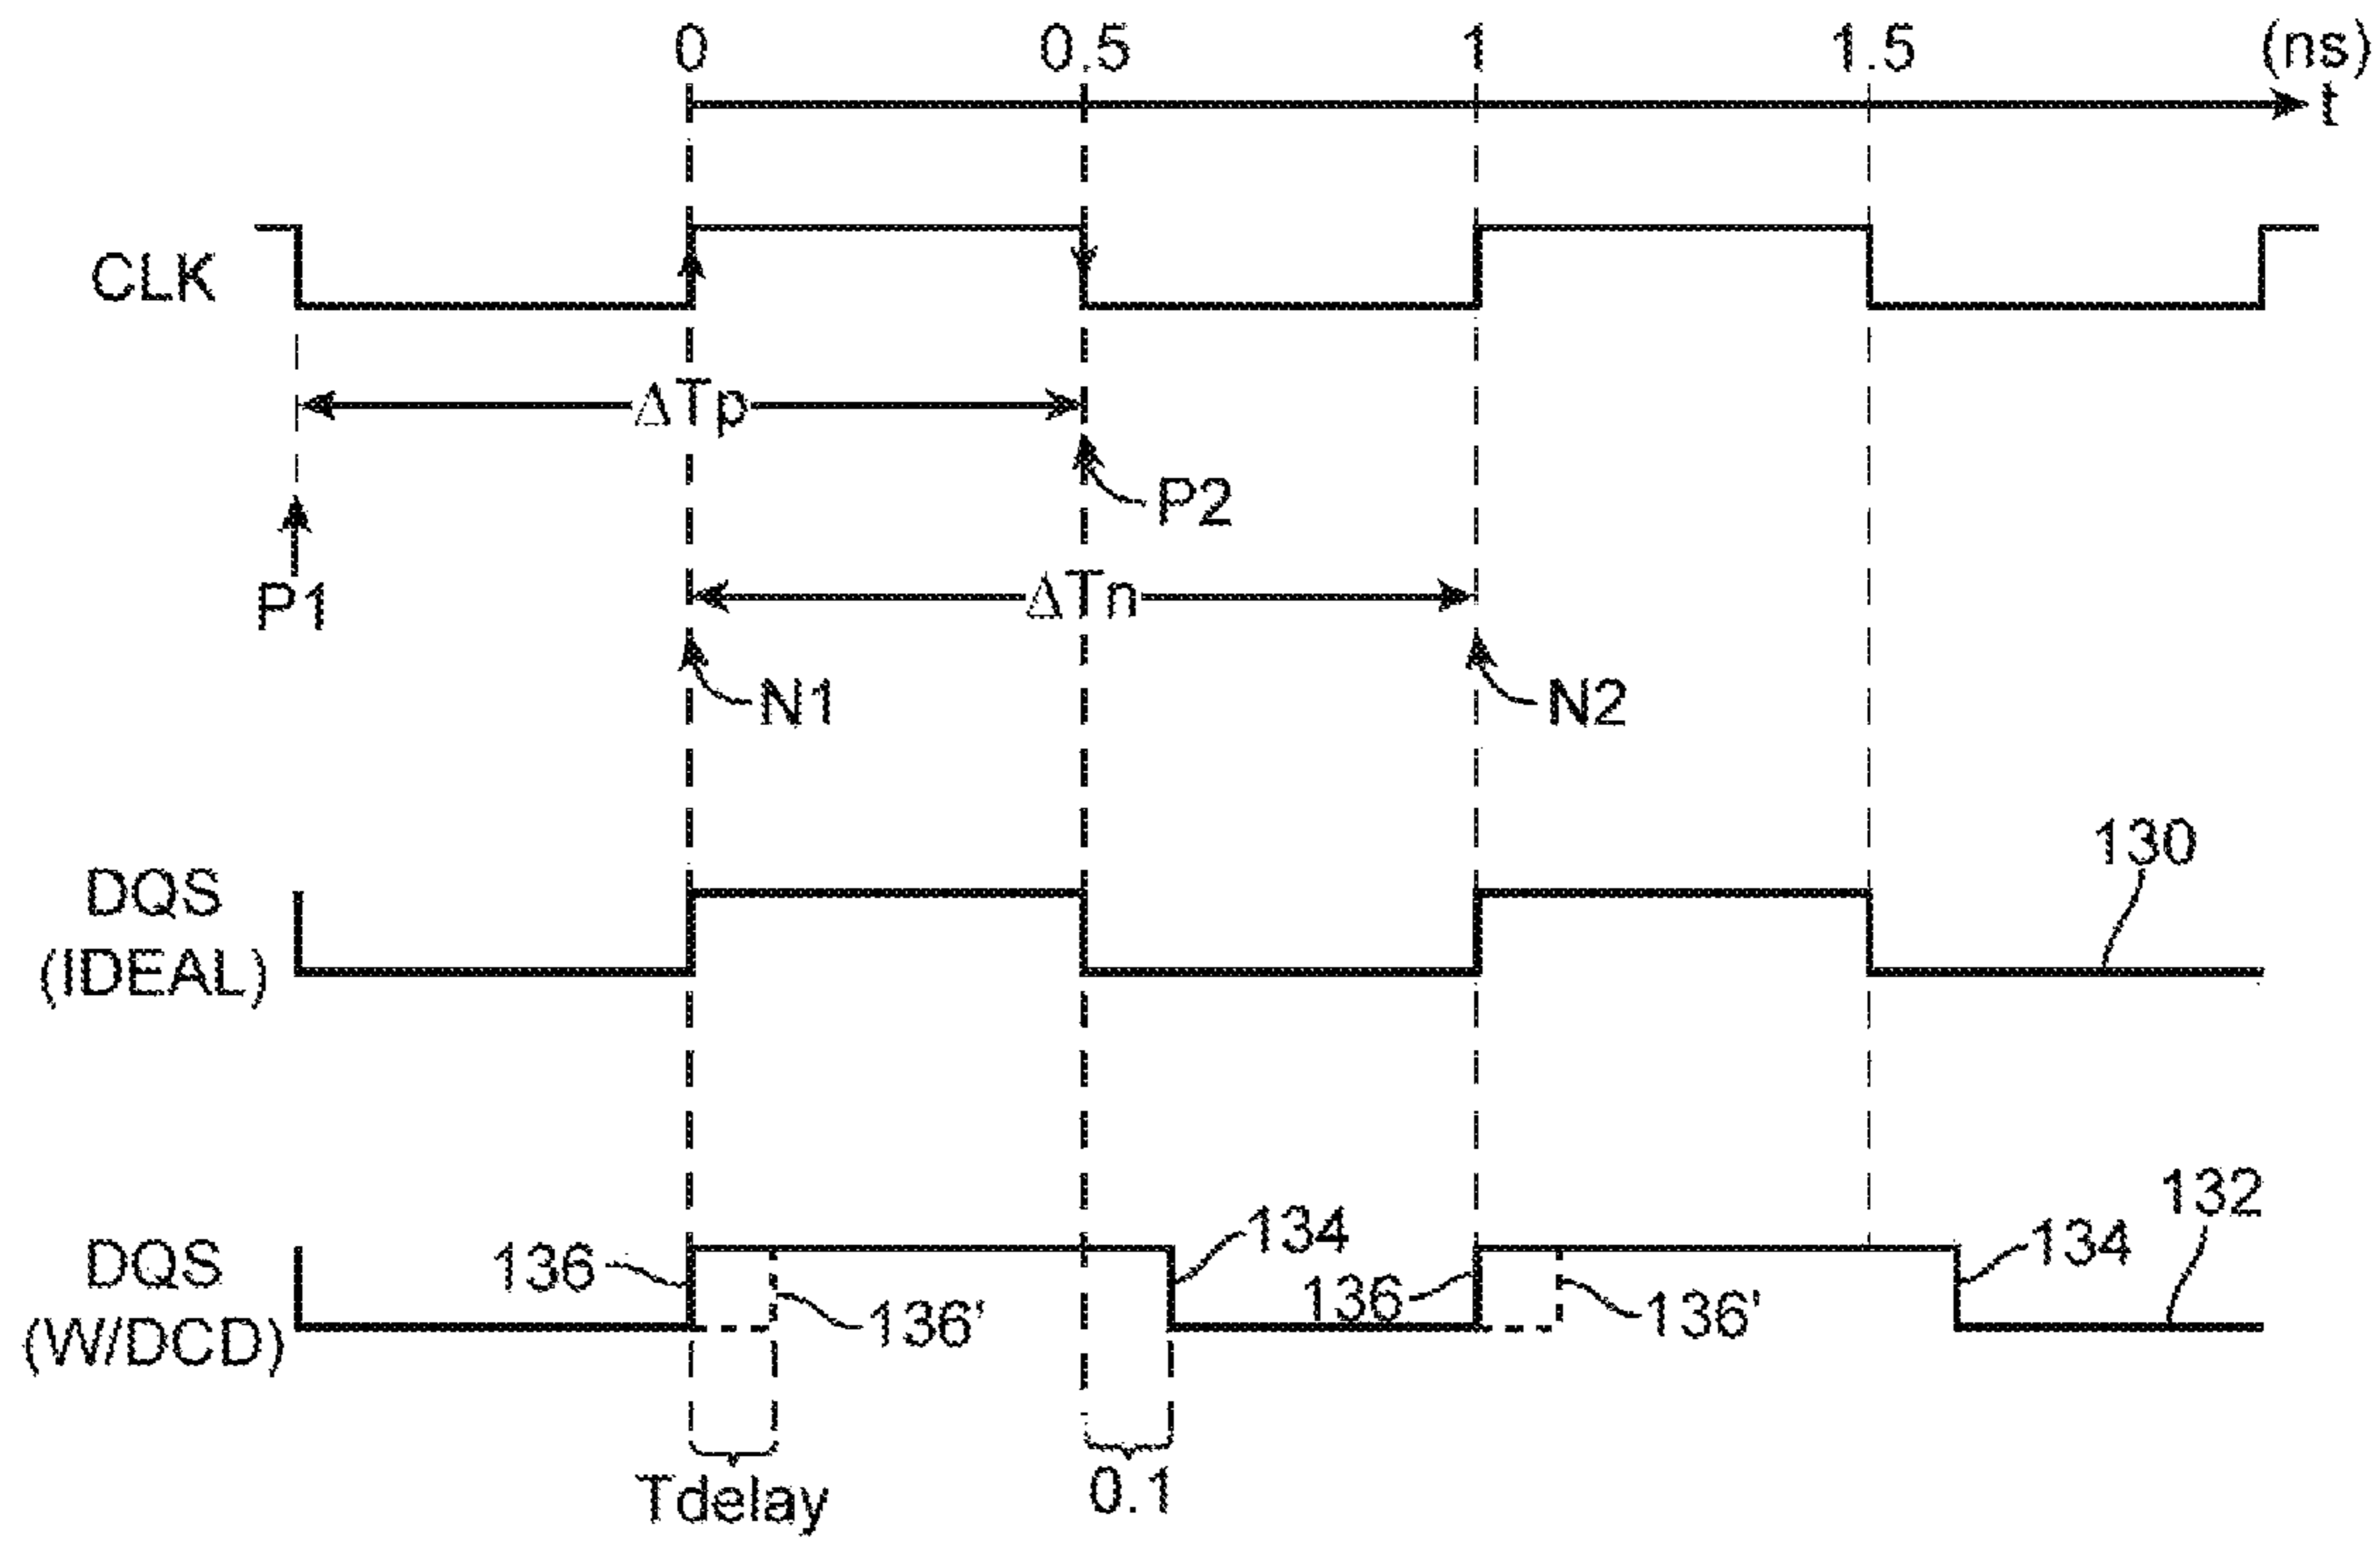 0 0.5 1 1.5 (ns)
t
CLK
ΔTp
P2
P1
ΔTn
N1 N2
130
DQS
(IDEAL)
132
134 134
DQS
(W/DCD)
136 136' 136 136'
Tdelay 0.1